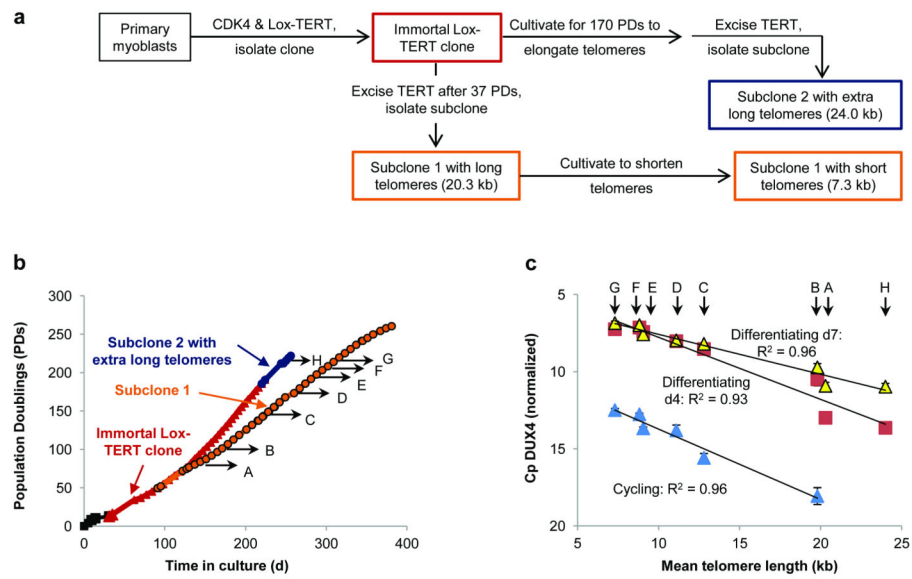 a
Primary
myoblasts
CDK4 & Lox-TERT,
isolate clone
Immortal Lox-
TERT clone
Cultivate for 170 PDs to
elongate telomeres
Excise TERT,
isolate subclone
Excise TERT after 37 PDs,
isolate subclone
Subclone 2 with extra
long telomeres (24.0 kb)
Subclone 1 with long
telomeres (20.3 kb)
Cultivate to shorten
telomeres
Subclone 1 with short
telomeres (7.3 kb)
b
Population Doublings (PDs)
300
250
200
150
100
50
0
0
100
200
300
400
Time in culture (d)
Subclone 2 with
extra long telomeres
Subclone 1
Immortal Lox-
TERT clone
H
G
F
E
D
C
B
A
c
Cp DUX4 (normalized)
5
10
15
20
5
10
15
20
25
Mean telomere length (kb)
G
F
E
D
C
B
A
H
Differentiating d7:
R² = 0.96
Differentiating
d4: R² = 0.93
Cycling: R² = 0.96